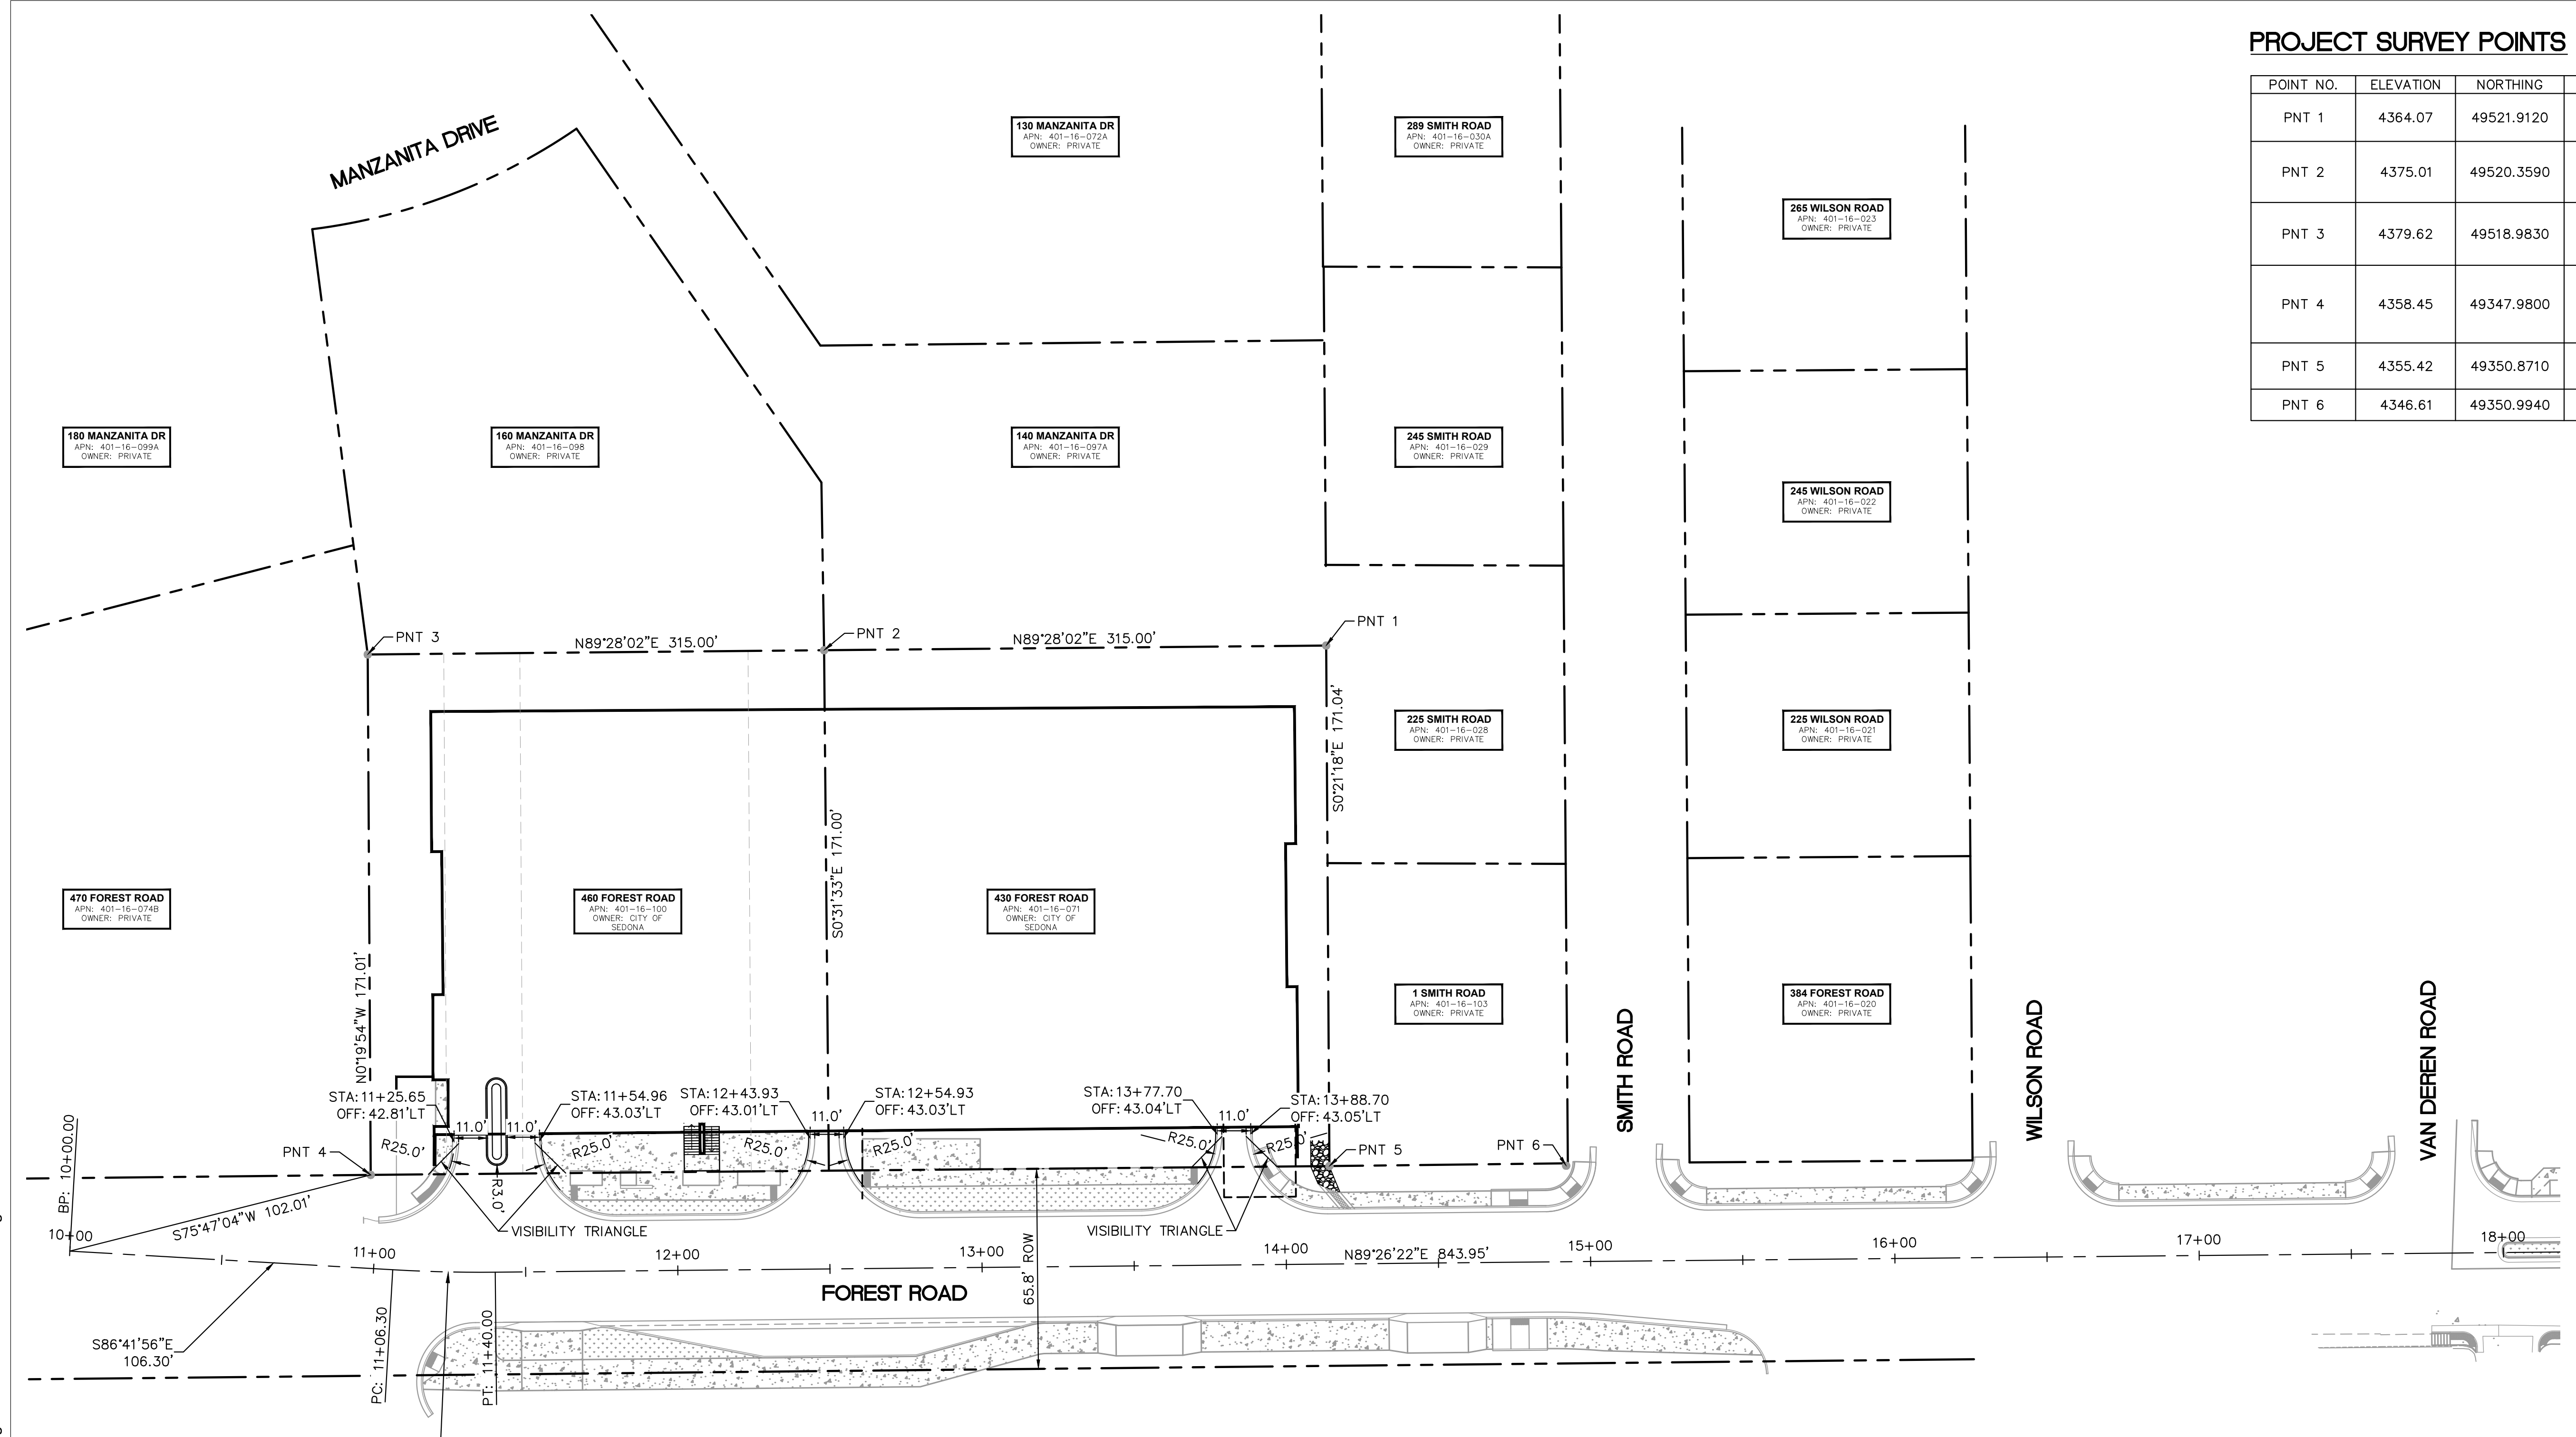 PROJECT SURVEY POINTS
POINT NO. ELEVATION NORTHING
PNT 1 4364.07 49521.9120
PNT 2 4375.01 49520.3590
PNT 3 4379.62 49518.9830
PNT 4 4358.45 49347.9800
PNT 5 4355.42 49350.8710
PNT 6 4346.61 49350.9940
MANZANITA DRIVE
130 MANZANITA DR
APN: 401-16-072A
OWNER: PRIVATE
289 SMITH ROAD
APN: 401-16-030A
OWNER: PRIVATE
265 WILSON ROAD
APN: 401-16-023
OWNER: PRIVATE
180 MANZANITA DR
APN: 401-16-099A
OWNER: PRIVATE
160 MANZANITA DR
APN: 401-16-098
OWNER: PRIVATE
140 MANZANITA DR
APN: 401-16-097A
OWNER: PRIVATE
245 SMITH ROAD
APN: 401-16-029
OWNER: PRIVATE
245 WILSON ROAD
APN: 401-16-022
OWNER: PRIVATE
PNT 3
N89°28'02"E 315.00'
PNT 2
N89°28'02"E 315.00'
PNT 1
S0°21'18"E 171.04'
225 SMITH ROAD
APN: 401-16-028
OWNER: PRIVATE
225 WILSON ROAD
APN: 401-16-021
OWNER: PRIVATE
S0°31'33"E 171.00'
470 FOREST ROAD
APN: 401-16-074B
OWNER: PRIVATE
460 FOREST ROAD
APN: 401-16-100
OWNER: CITY OF
SEDONA
430 FOREST ROAD
APN: 401-16-071
OWNER: CITY OF
SEDONA
N0°19'54"W 171.01'
1 SMITH ROAD
APN: 401-16-103
OWNER: PRIVATE
384 FOREST ROAD
APN: 401-16-020
OWNER: PRIVATE
SMITH ROAD
WILSON ROAD
VAN DEREN ROAD
STA: 11+25.65
OFF: 42.81'LT
STA: 11+54.96
OFF: 43.03'LT
STA: 12+43.93
OFF: 43.01'LT
STA: 12+54.93
OFF: 43.03'LT
STA: 13+77.70
OFF: 43.04'LT
STA: 13+88.70
OFF: 43.05'LT
11.0'
11.0'
11.0'
11.0'
R25.0'
R25.0'
R25.0'
R25.0'
R25.0'
R25.0'
R3.0'
PNT 4
PNT 5
PNT 6
BP: 10+00.00
S75°47'04"W 102.01'
VISIBILITY TRIANGLE
VISIBILITY TRIANGLE
10+00
11+00
12+00
13+00
14+00
N89°26'22"E 843.95'
15+00
16+00
17+00
18+00
65.8' ROW
FOREST ROAD
S86°41'56"E
106.30'
PC: 11+06.30
PT: 11+40.00